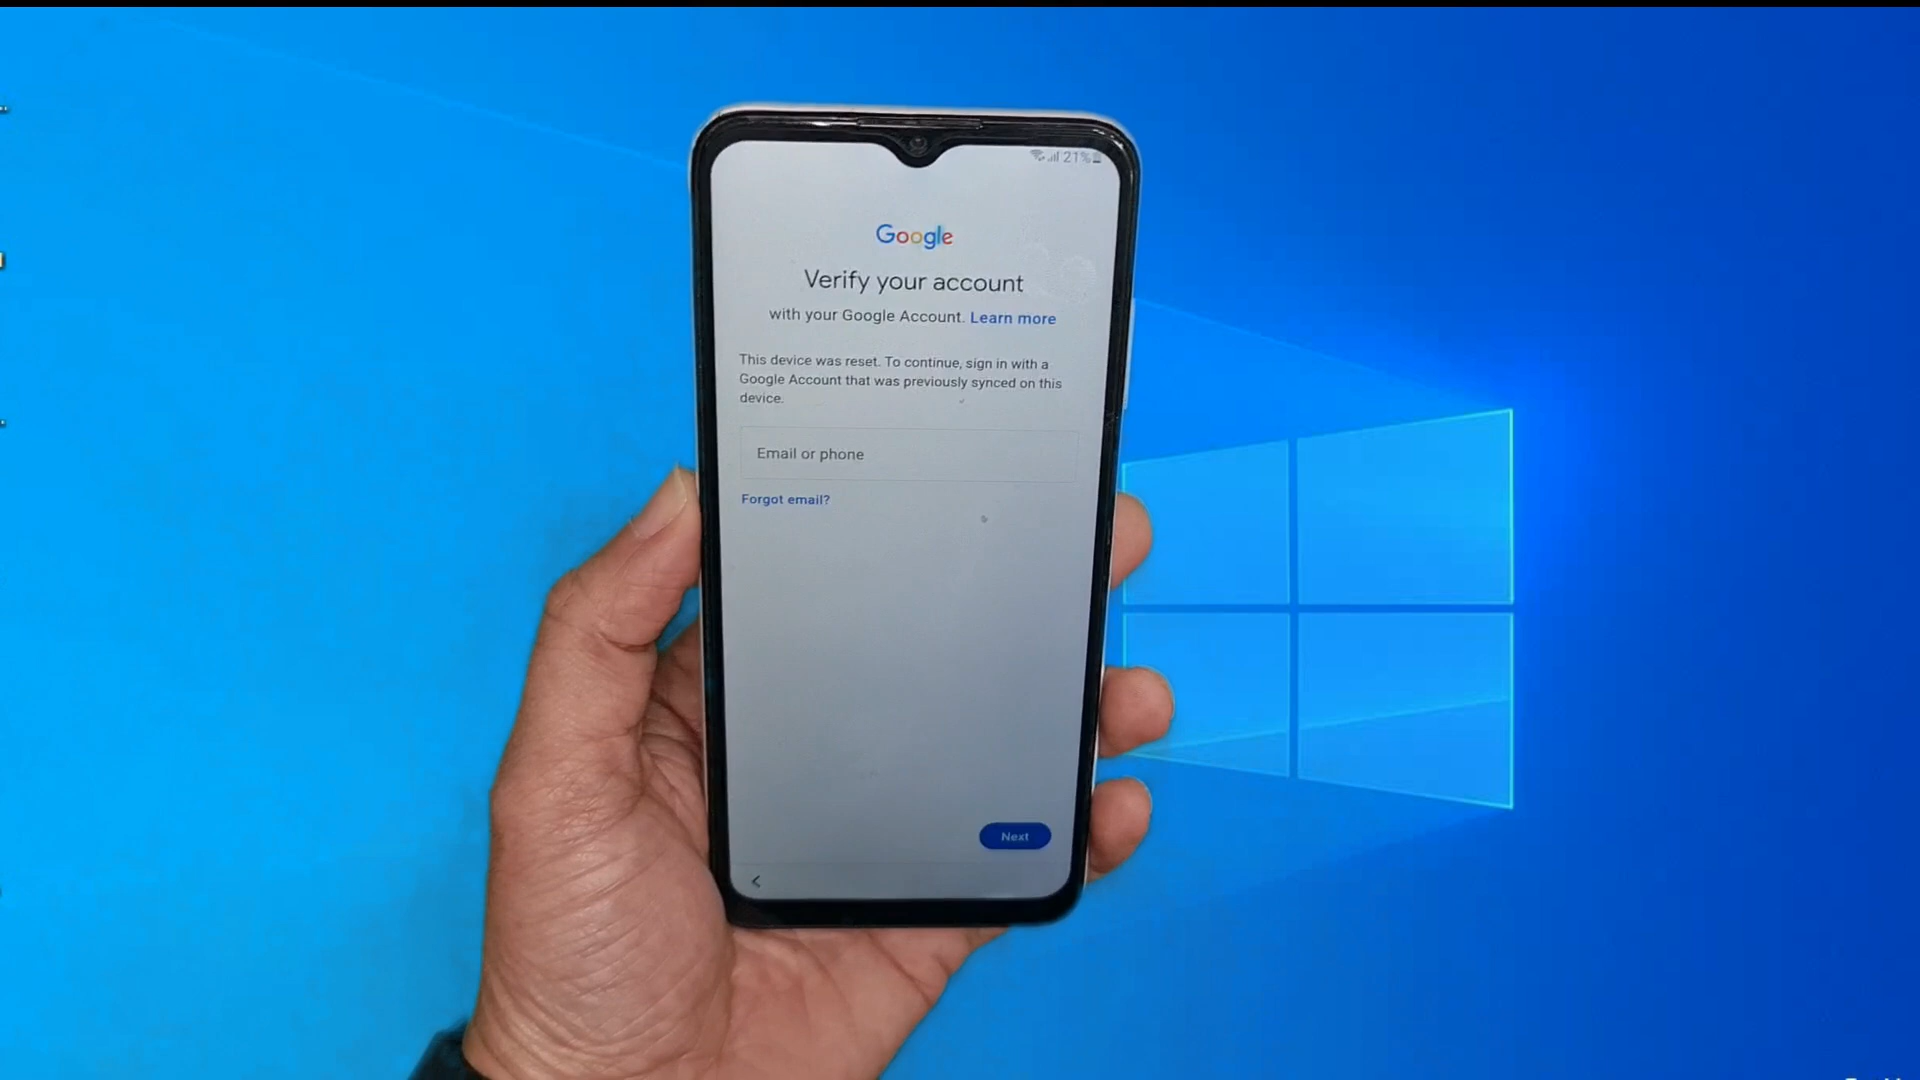 21%
Google
Verify your account
with your Google Account. Learn more
This device was reset. To continue, sign in with a
Google Account that was previously synced on this
device.
Email or phone
Forgot email?
Next